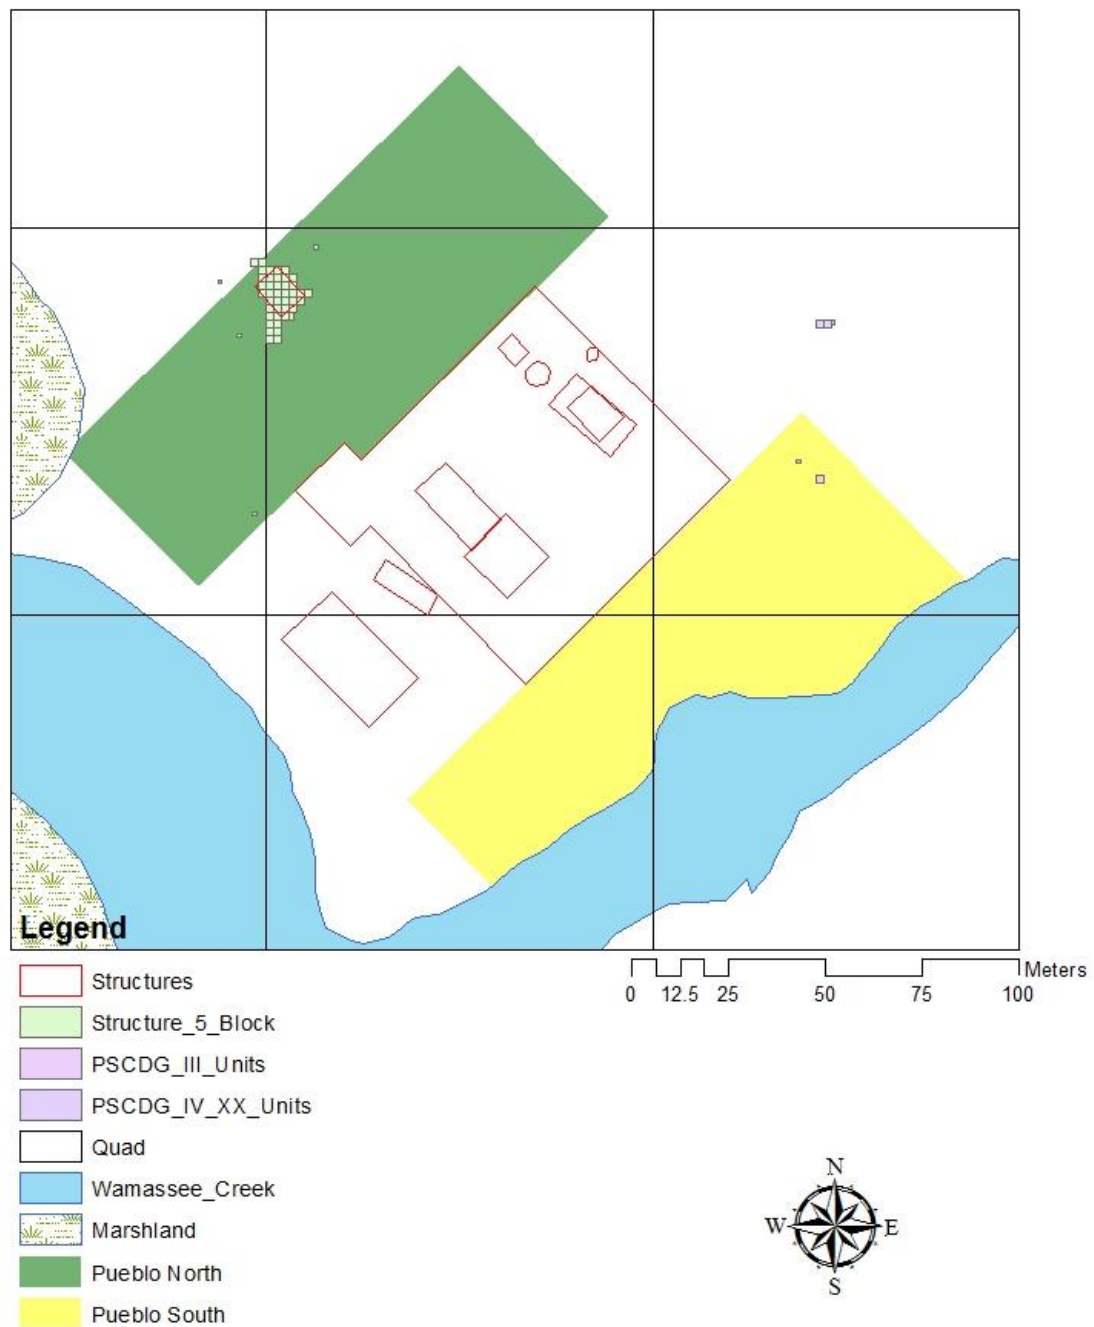 Legend
Structures
Structure_5_Block
PSCDG_III_Units
PSCDG_IV_XX_Units
Quad
Wamassee_Creek
Marshland
Pueblo North
Pueblo South
Meters
0 12.5 25 50 75 100
N
W E
S